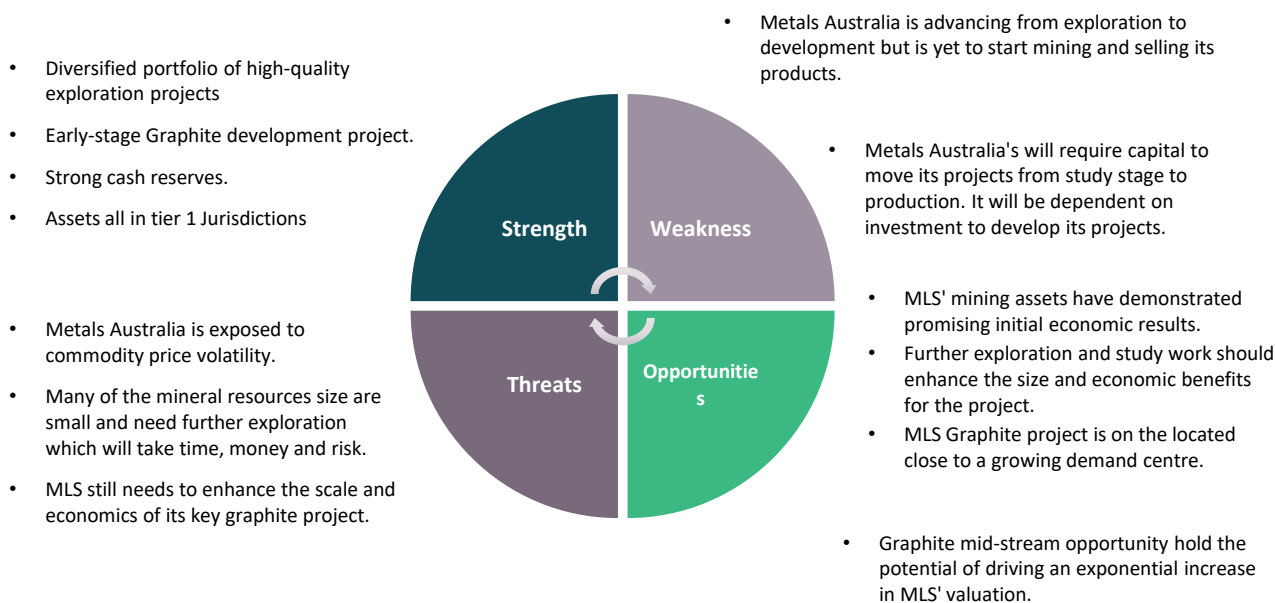 • Diversified portfolio of high-quality
exploration projects
• Early-stage Graphite development project.
• Strong cash reserves.
• Assets all in tier 1 Jurisdictions
• Metals Australia is advancing from exploration to
development but is yet to start mining and selling its
products.
• Metals Australia's will require capital to
move its projects from study stage to
production. It will be dependent on
investment to develop its projects.
Strength
Weakness
Threats
Opportunitie
s
• Metals Australia is exposed to
commodity price volatility.
• Many of the mineral resources size are
small and need further exploration
which will take time, money and risk.
• MLS still needs to enhance the scale and
economics of its key graphite project.
• MLS' mining assets have demonstrated
promising initial economic results.
• Further exploration and study work should
enhance the size and economic benefits
for the project.
• MLS Graphite project is on the located
close to a growing demand centre.
• Graphite mid-stream opportunity hold the
potential of driving an exponential increase
in MLS' valuation.